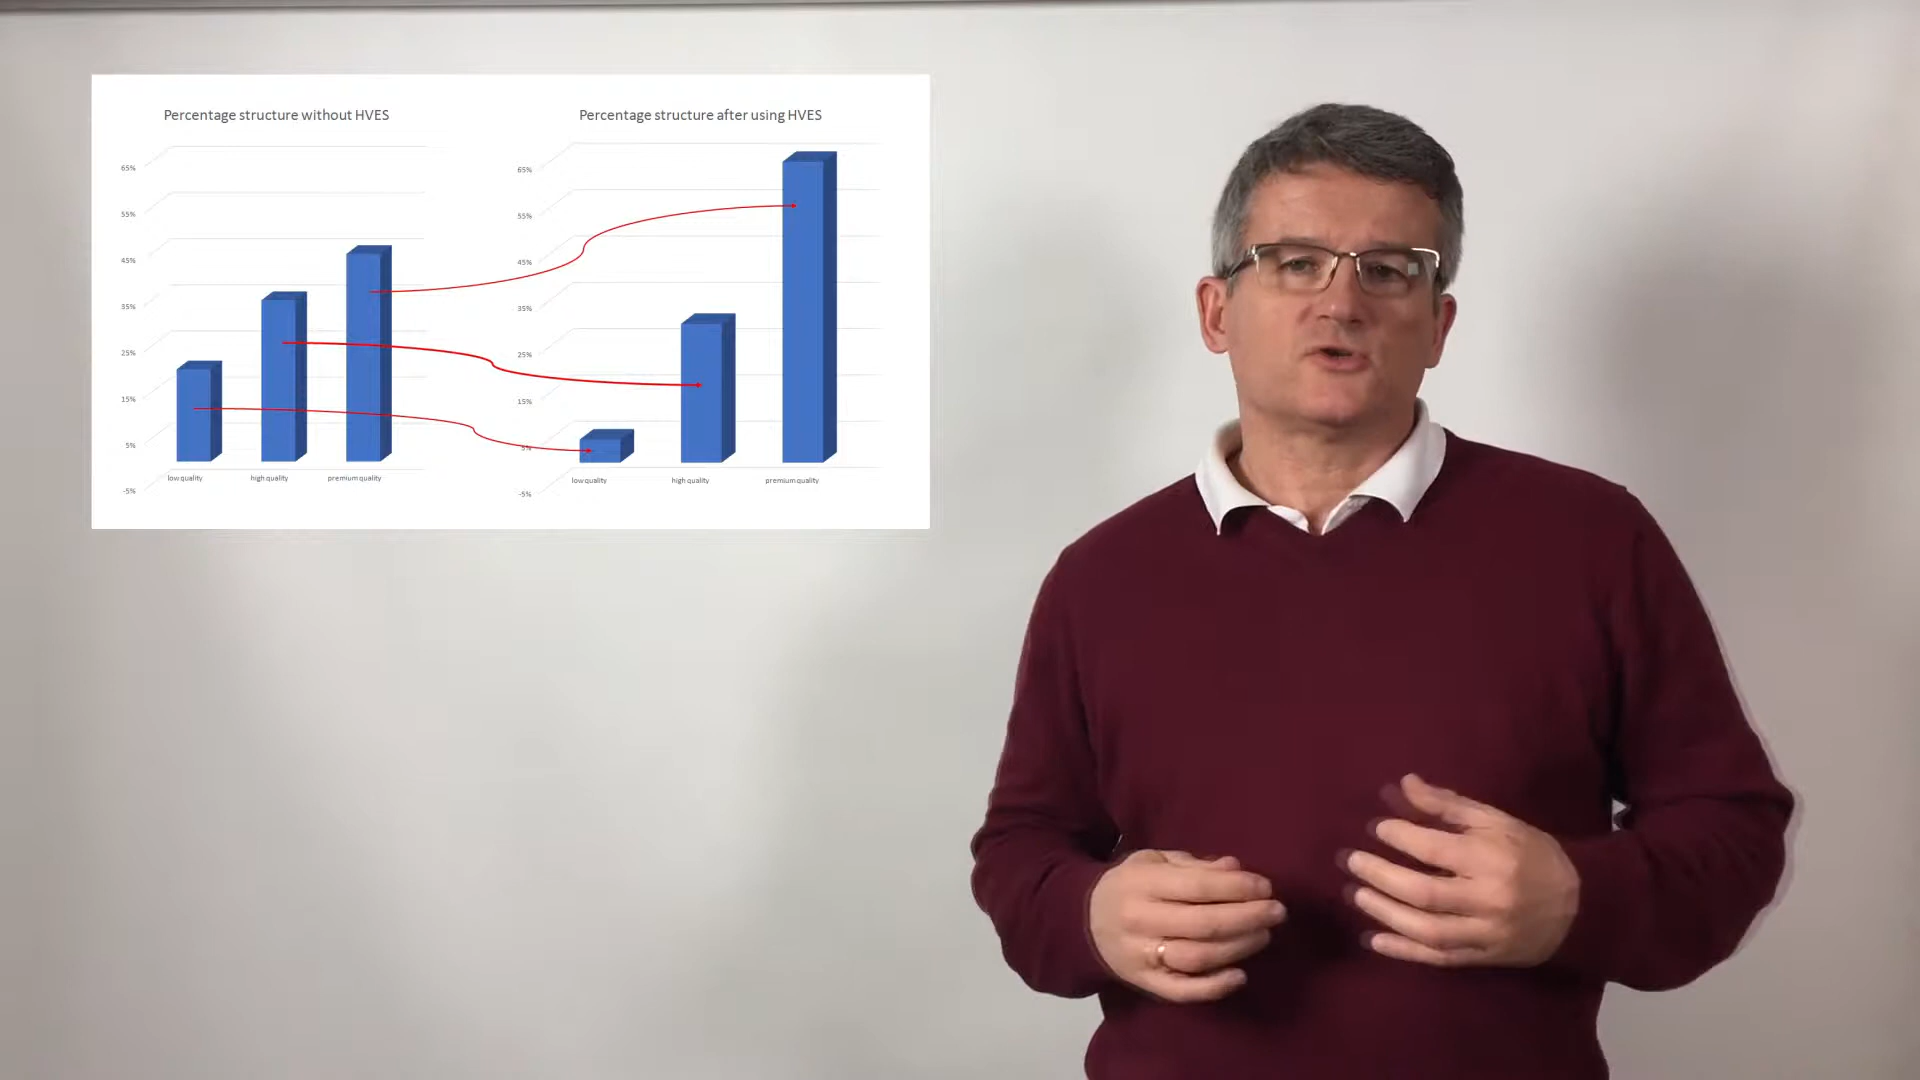 Percentage structure without HVES
65%
55%
45%
35%
25%
15%
5%
-5%
low quality
high quality
premium quality
Percentage structure after using HVES
65%
55%
45%
35%
25%
15%
5%
-5%
low quality
high quality
premium quality